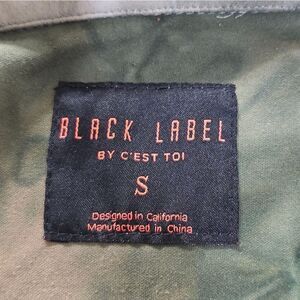 BLACK LABEL
BY C'EST TOI
S
Designed in California
Manufactured in China